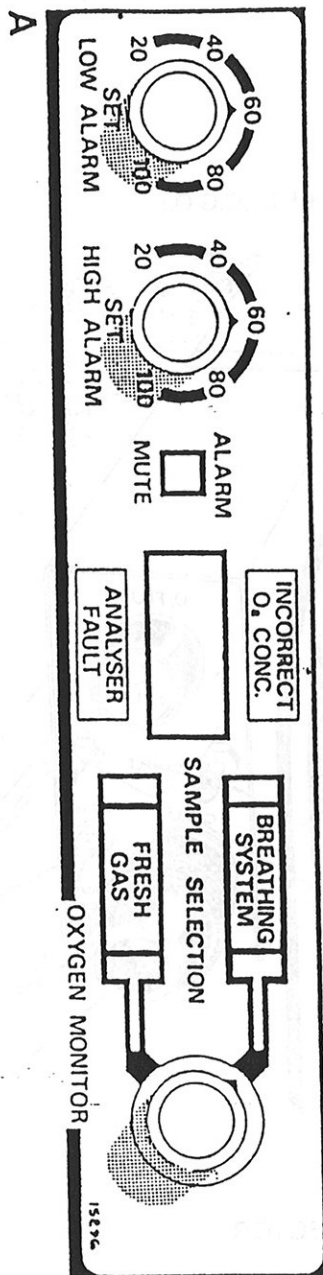 20 40 60 80 100
SET
LOW ALARM
20 40 60 80 100
SET
HIGH ALARM
ALARM
MUTE
INCORRECT
O₂ CONC.
ANALYSER
FAULT
BREATHING
SYSTEM
SAMPLE SELECTION
FRESH
GAS
OXYGEN MONITOR
15296
A